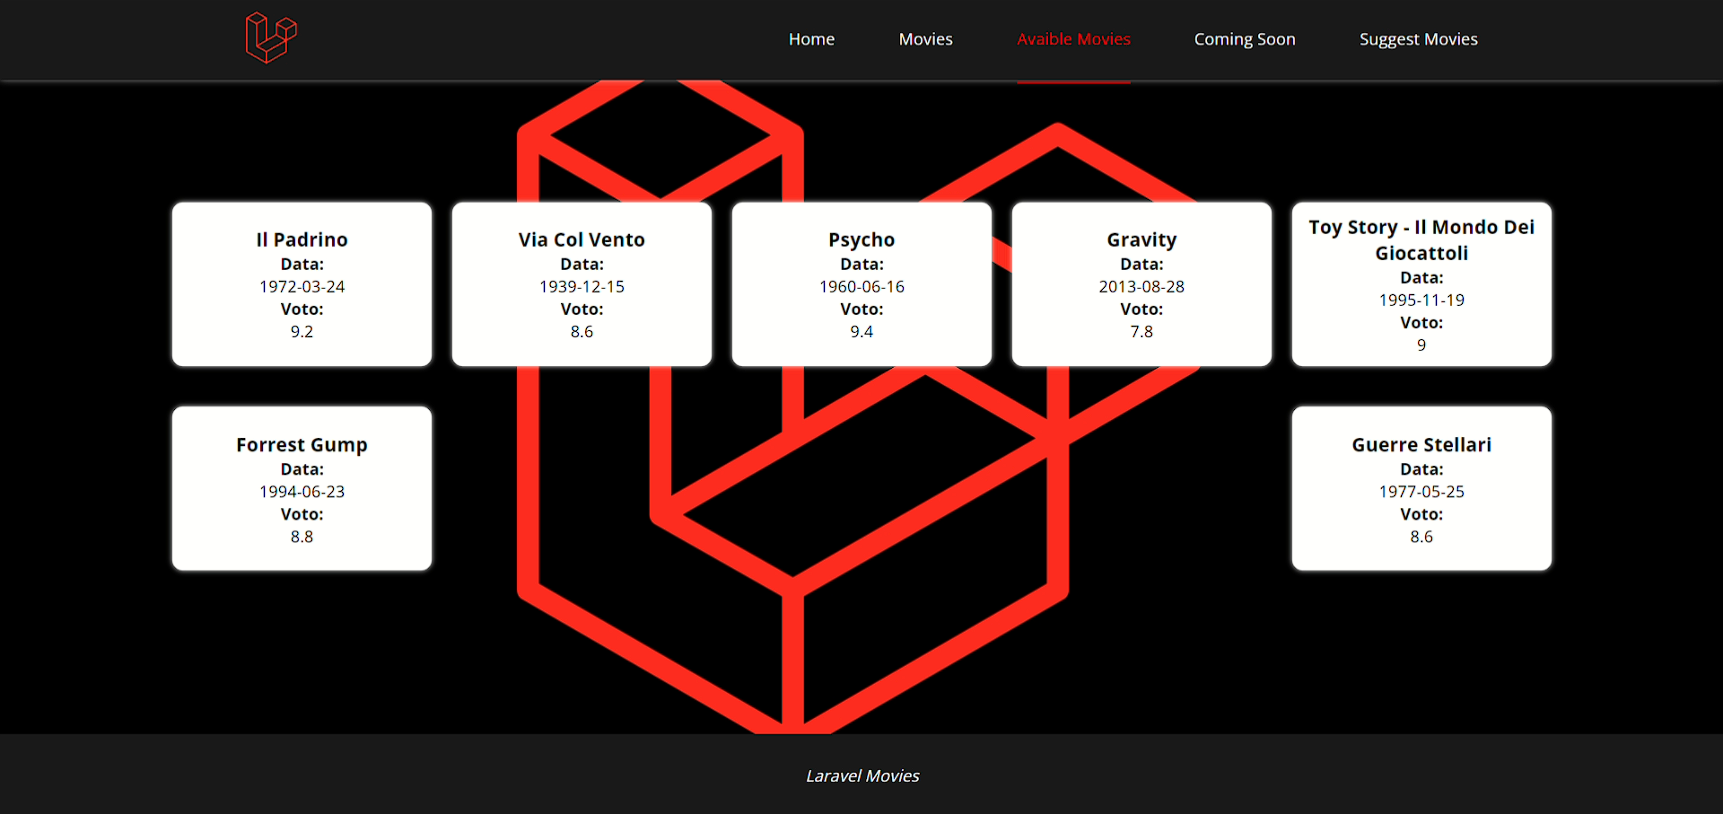 Home Movies Avaible Movies Coming Soon Suggest Movies
Il Padrino
Data:
1972-03-24
Voto:
9.2
Via Col Vento
Data:
1939-12-15
Voto:
8.6
Psycho
Data:
1960-06-16
Voto:
9.4
Gravity
Data:
2013-08-28
Voto:
7.8
Toy Story - Il Mondo Dei
Giocattoli
Data:
1995-11-19
Voto:
9
Forrest Gump
Data:
1994-06-23
Voto:
8.8
Guerre Stellari
Data:
1977-05-25
Voto:
8.6
Laravel Movies